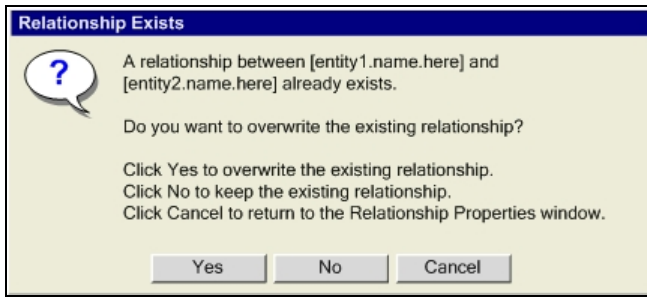 Relationship Exists
?
A relationship between [entity1.name.here] and
[entity2.name.here] already exists.
Do you want to overwrite the existing relationship?
Click Yes to overwrite the existing relationship.
Click No to keep the existing relationship.
Click Cancel to return to the Relationship Properties window.
Yes No Cancel